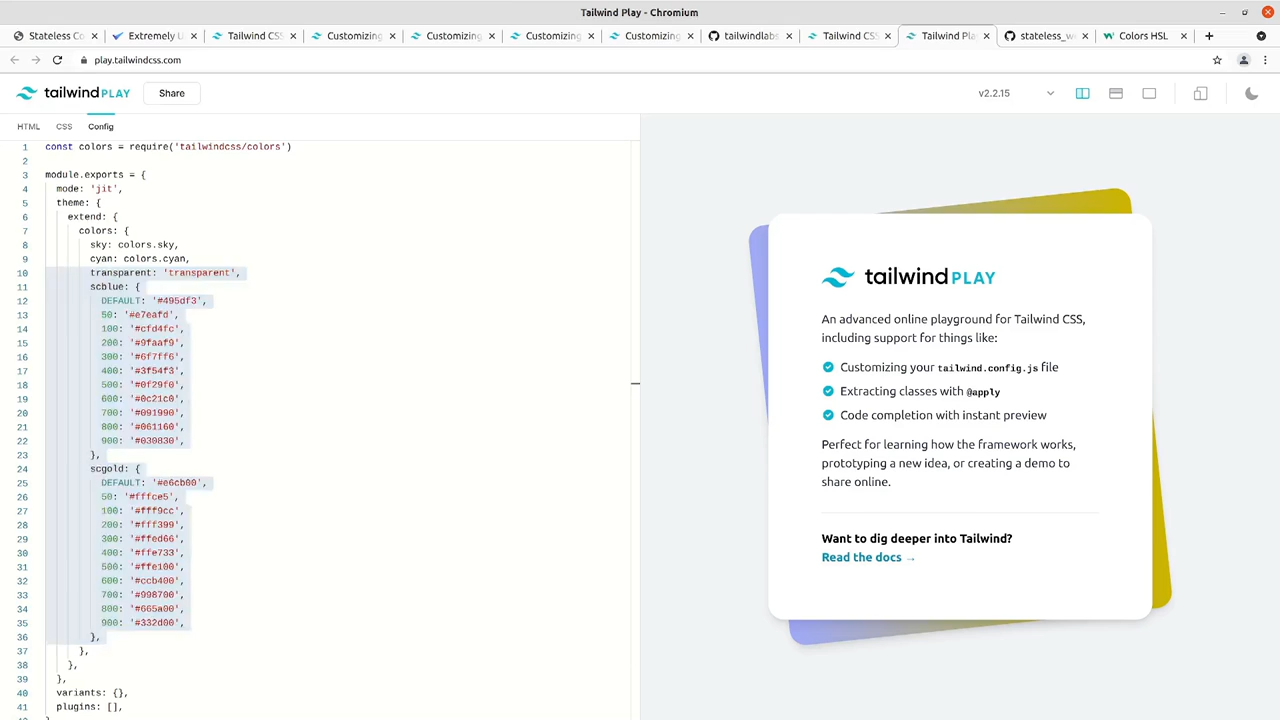 Tailwind Play - Chromium
Stateless Co
Extremely U
Tailwind CSS
Customizing
Customizing
Customizing
Customizing
tailwindlabs
Tailwind CSS
Tailwind Play
stateless_we
Colors HSL
play.tailwindcss.com
tailwind PLAY
Share
v2.2.15
HTML
CSS
Config
1 const colors = require('tailwindcss/colors')
2
3 module.exports = {
4 mode: 'jit',
5 theme: {
6 extend: {
7 colors: {
8 sky: colors.sky,
9 cyan: colors.cyan,
10 transparent: 'transparent',
11 scblue: {
12 DEFAULT: '#495df3',
13 50: '#e7eafd',
14 100: '#cfd4fc',
15 200: '#9faaf9',
16 300: '#6f7ff6',
17 400: '#3f54f3',
18 500: '#0f29f0',
19 600: '#0c21c0',
20 700: '#091990',
21 800: '#061160',
22 900: '#030830',
23 },
24 scgold: {
25 DEFAULT: '#e6cb00',
26 50: '#fffce5',
27 100: '#fff9cc',
28 200: '#fff399',
29 300: '#ffed66',
30 400: '#ffe733',
31 500: '#ffe100',
32 600: '#ccb400',
33 700: '#998700',
34 800: '#665a00',
35 900: '#332d00',
36 },
37 },
38 },
39 },
40 variants: {},
41 plugins: [],
tailwind PLAY
An advanced online playground for Tailwind CSS,
including support for things like:
Customizing your tailwind.config.js file
Extracting classes with @apply
Code completion with instant preview
Perfect for learning how the framework works,
prototyping a new idea, or creating a demo to
share online.
Want to dig deeper into Tailwind?
Read the docs →